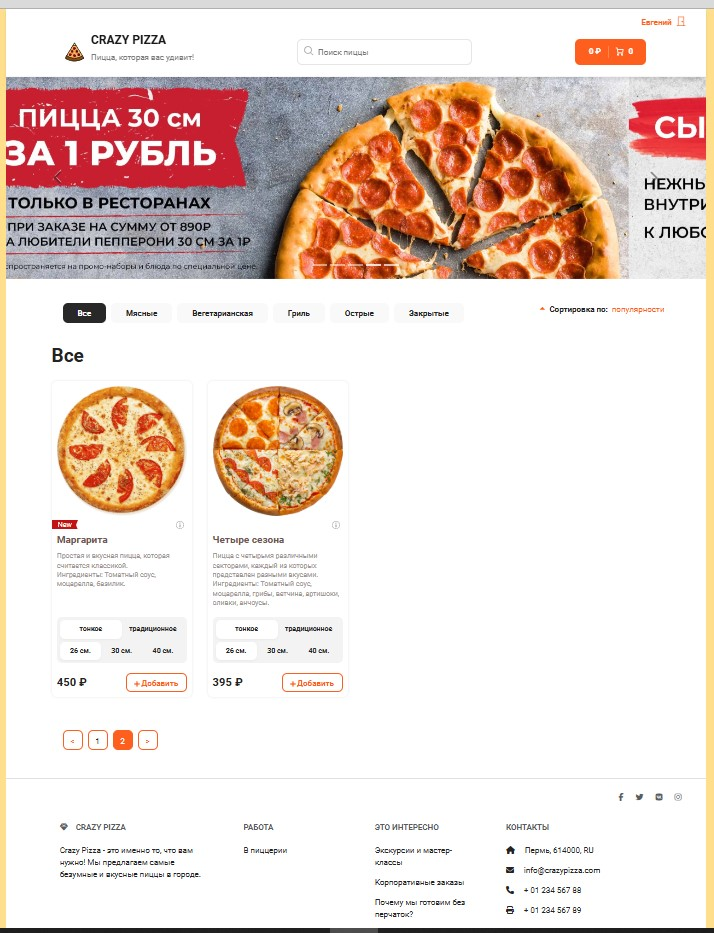 Евгений
CRAZY PIZZA
Пицца, которая вас удивит!
Поиск пиццы
0 ₽ 0
ПИЦЦА 30 см
ЗА 1 РУБЛЬ
ТОЛЬКО В РЕСТОРАНАХ
ПРИ ЗАКАЗЕ НА СУММУ ОТ 890₽
А ЛЮБИТЕЛИ ПЕППЕРОНИ 30 СМ ЗА 1₽
спространяется на промо-наборы и блюда по специальной цене.
СЫ
НЕЖНЬ
ВНУТРИ
К ЛЮБО
Все Мясные Вегетарианская Гриль Острые Закрытые
Сортировка по: популярности
Все
New
Маргарита
Простая и вкусная пицца, которая
считается классикой.
Ингредиенты: Томатный соус,
моцарелла, базилик.
тонкое традиционное
26 см. 30 см. 40 см.
450 ₽ +Добавить
Четыре сезона
Пицца с четырьмя различными
секторами, каждый из которых
представлен разными вкусами.
Ингредиенты: Томатный соус,
моцарелла, грибы, ветчина, артишоки,
оливки, анчоусы.
тонкое традиционное
26 см. 30 см. 40 см.
395 ₽ +Добавить
< 1 2 >
CRAZY PIZZA
Crazy Pizza - это именно то, что вам
нужно! Мы предлагаем самые
безумные и вкусные пиццы в городе.
РАБОТА
В пиццерии
ЭТО ИНТЕРЕСНО
Экскурсии и мастер-
классы
Корпоративные заказы
Почему мы готовим без
перчаток?
КОНТАКТЫ
Пермь, 614000, RU
info@crazypizza.com
+ 01 234 567 88
+ 01 234 567 89